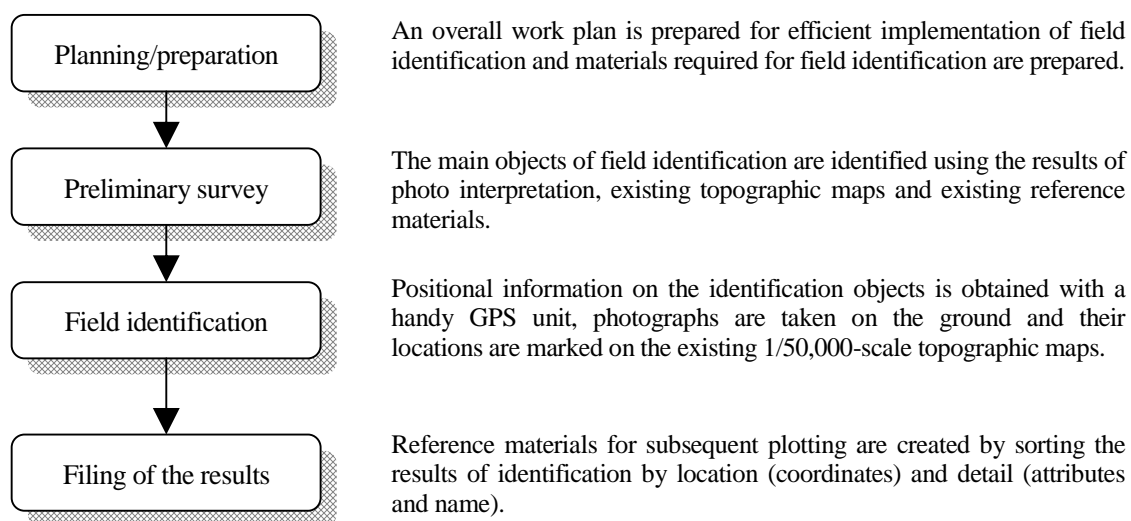 Planning/preparation
An overall work plan is prepared for efficient implementation of field
identification and materials required for field identification are prepared.
Preliminary survey
The main objects of field identification are identified using the results of
photo interpretation, existing topographic maps and existing reference
materials.
Field identification
Positional information on the identification objects is obtained with a
handy GPS unit, photographs are taken on the ground and their
locations are marked on the existing 1/50,000-scale topographic maps.
Filing of the results
Reference materials for subsequent plotting are created by sorting the
results of identification by location (coordinates) and detail (attributes
and name).